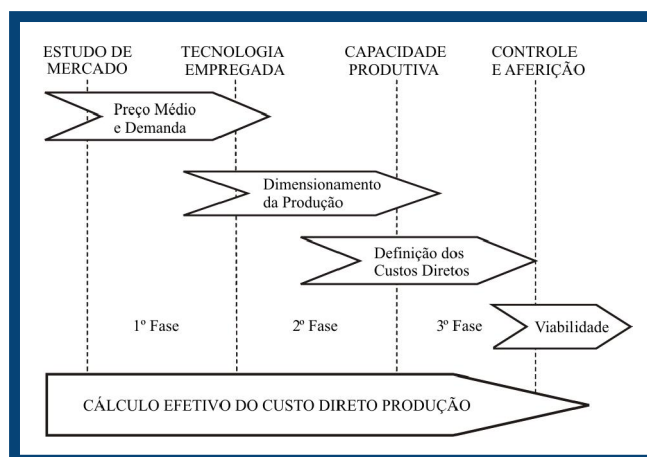 ESTUDO DE
MERCADO
TECNOLOGIA
EMPREGADA
CAPACIDADE
PRODUTIVA
CONTROLE
E AFERIÇÃO
Preço Médio
e Demanda
Dimensionamento
da Produção
Definição dos
Custos Diretos
1º Fase
2º Fase
3º Fase
Viabilidade
CÁLCULO EFETIVO DO CUSTO DIRETO PRODUÇÃO